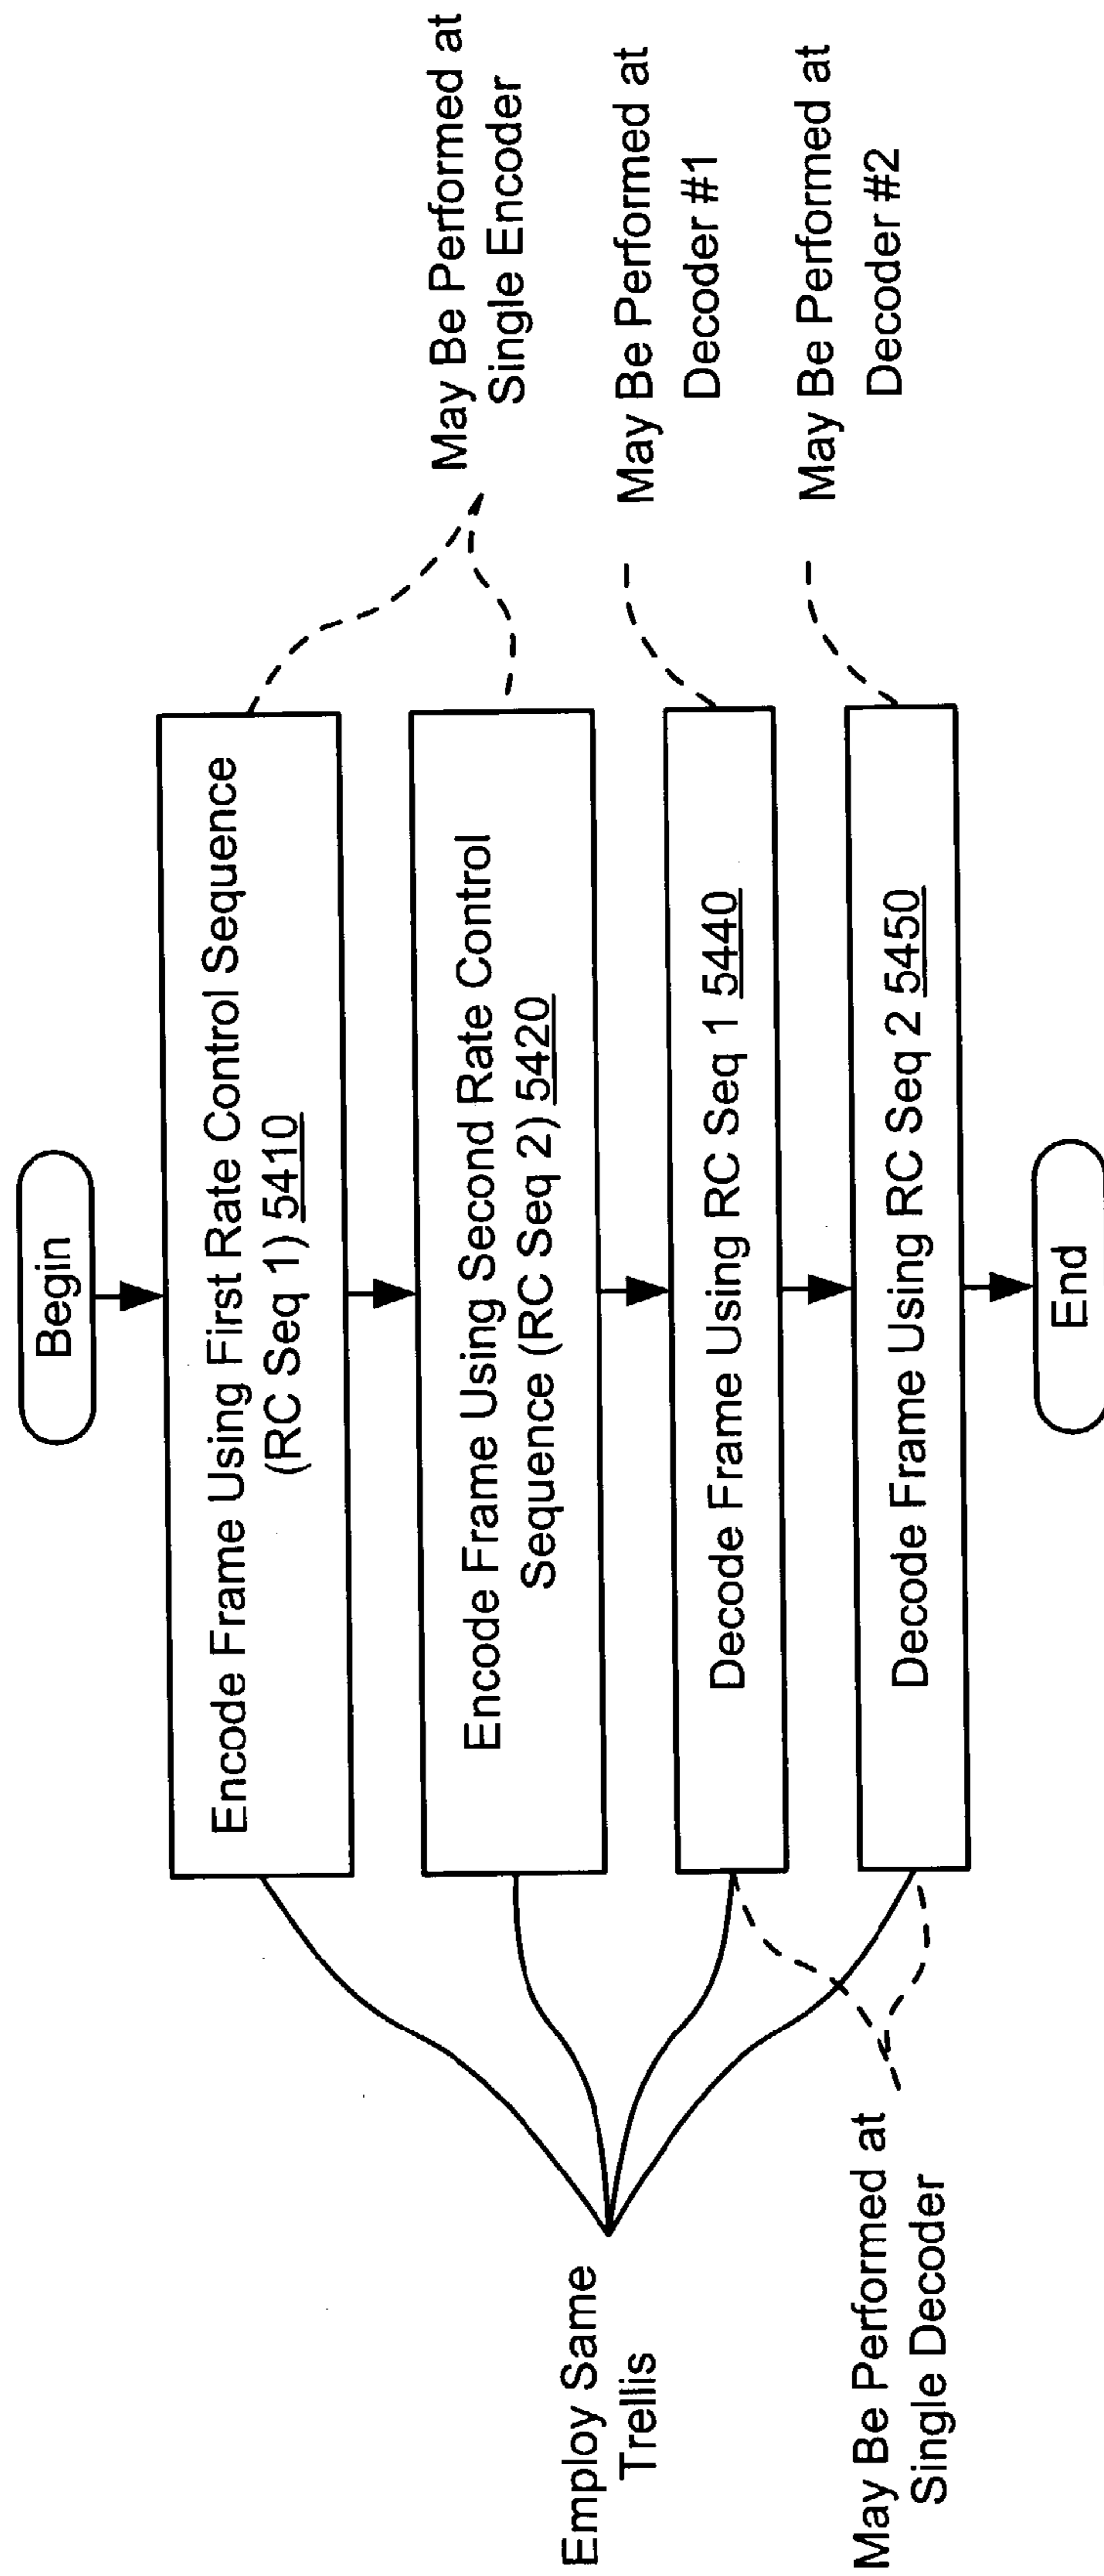 Begin
Encode Frame Using First Rate Control Sequence
(RC Seq 1) 5410
Encode Frame Using Second Rate Control
Sequence (RC Seq 2) 5420
Decode Frame Using RC Seq 1 5440
Decode Frame Using RC Seq 2 5450
End
Employ Same
Trellis
May Be Performed at
Single Decoder
May Be Performed at
Single Encoder
May Be Performed at
Decoder #1
May Be Performed at
Decoder #2